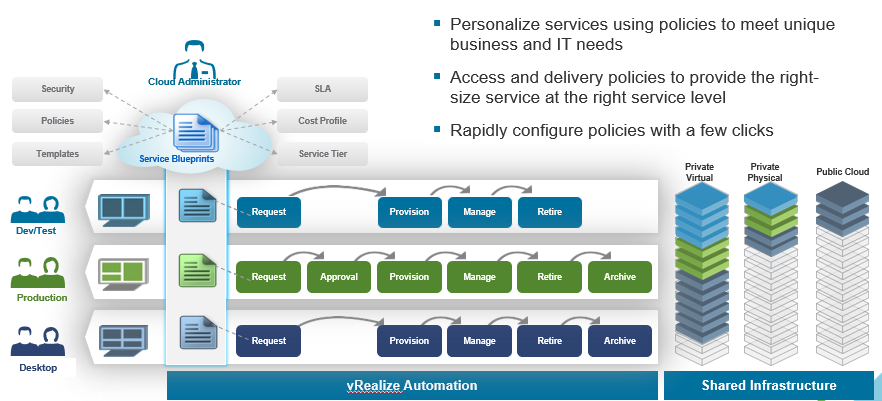 Personalize services using policies to meet unique
business and IT needs
Access and delivery policies to provide the right-
size service at the right service level
Rapidly configure policies with a few clicks
Cloud Administrator
Security
SLA
Policies
Cost Profile
Templates
Service Tier
Service Blueprints
Private
Virtual
Private
Physical
Public Cloud
Dev/Test
Request
Provision
Manage
Retire
Production
Request
Approval
Provision
Manage
Retire
Archive
Desktop
Request
Provision
Manage
Retire
Archive
vRealize Automation
Shared Infrastructure